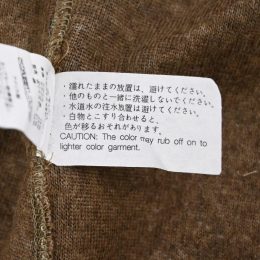 ・濡れたままの放置は、避けてください。
・他のものと一緒に洗濯しないでください。
・水道水の注水放置は避けてください。
・白物とこすり合わせると、
色が移るおそれがあります。
CAUTION: The color may rub off on to
lighter color garment.